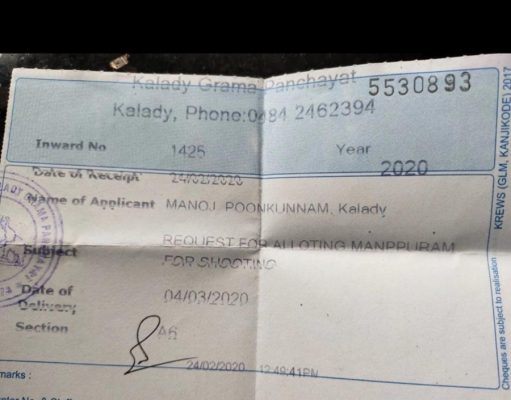 Kalady Grama Panchayat
5530893
Kalady, Phone:0484 2462394
Inward No 1425 Year 2020
Date of Receipt 24/02/2020
Name of Applicant MANOJ POONKUNNAM, Kalady
Subject REQUEST FOR ALLOTING MANPPURAM
FOR SHOOTING
Date of Delivery 04/03/2020
Section A6
24/02/2020 12:49:41PM
marks :
KREWS (GLM, KANJIKODE) 2017
Cheques are subject to realisation